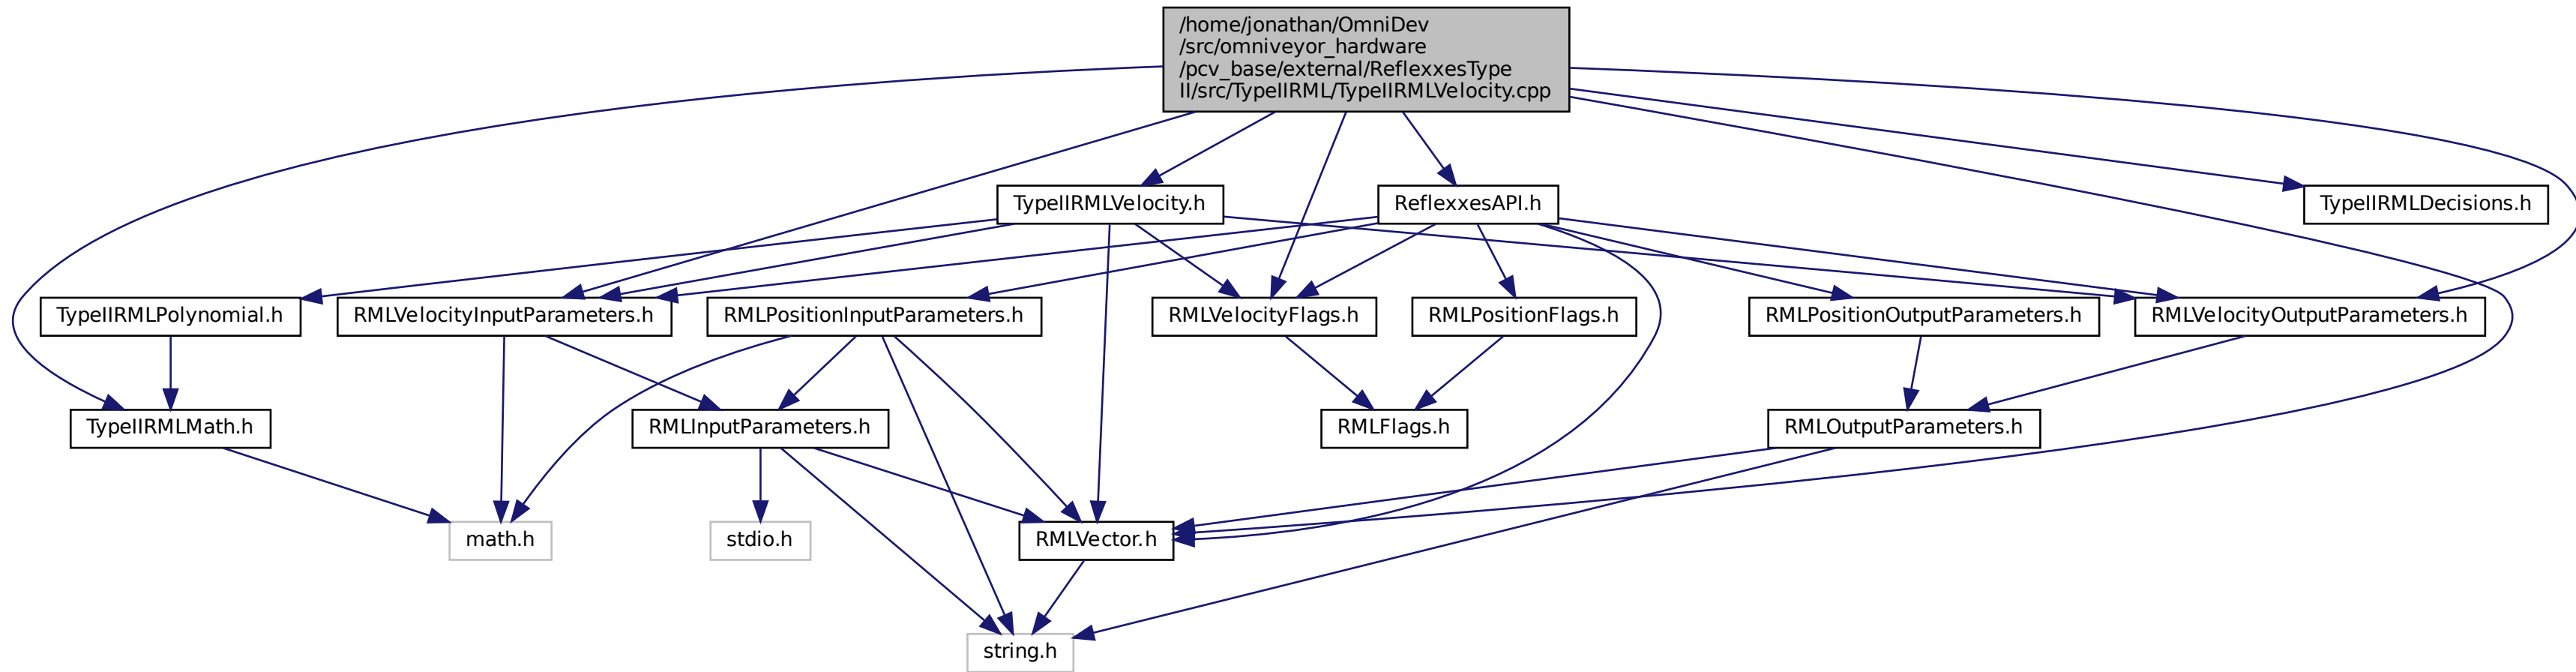 /home/jonathan/OmniDev
/src/omniveyor_hardware
/pcv_base/external/ReflexxesType
II/src/TypeIIRML/TypeIIRMLVelocity.cpp
TypeIIRMLVelocity.h
ReflexxesAPI.h
TypeIIRMLDecisions.h
TypeIIRMLPolynomial.h
RMLVelocityInputParameters.h
RMLPositionInputParameters.h
RMLVelocityFlags.h
RMLPositionFlags.h
RMLPositionOutputParameters.h
RMLVelocityOutputParameters.h
TypeIIRMLMath.h
RMLInputParameters.h
RMLFlags.h
RMLOutputParameters.h
math.h
stdio.h
RMLVector.h
string.h